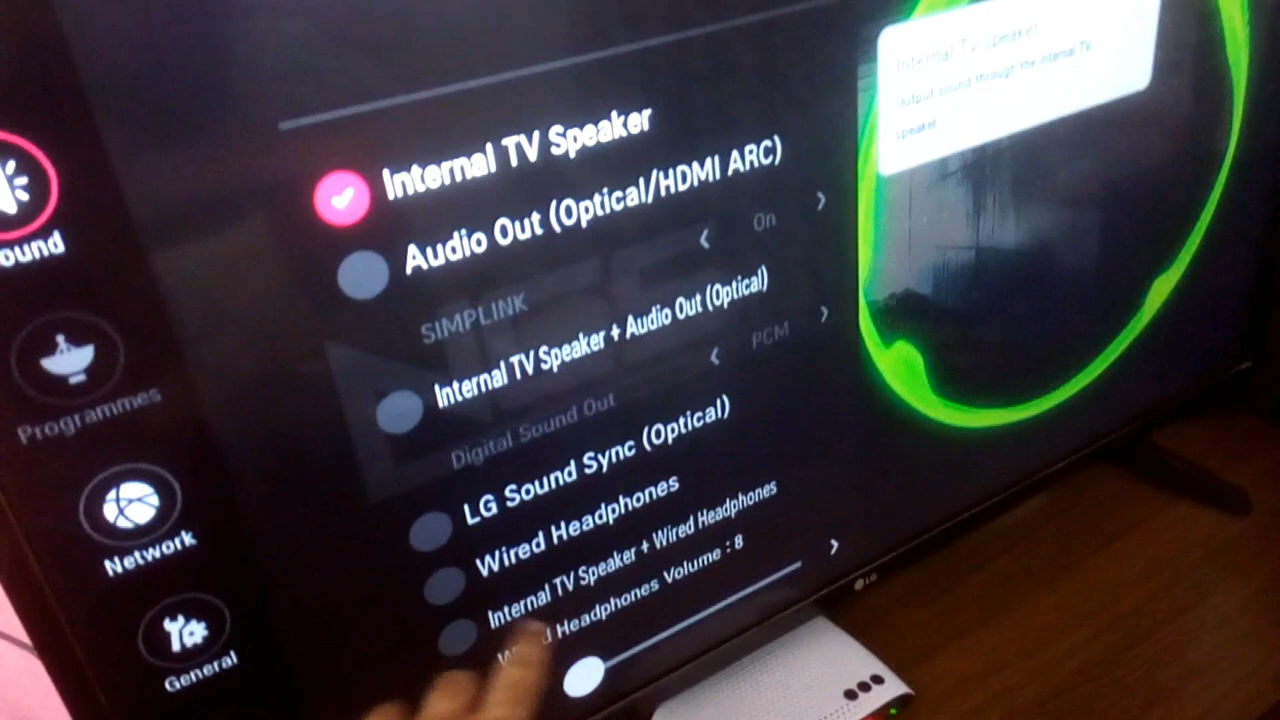 Internal TV Speaker
Audio Out (Optical/HDMI ARC)
SIMPLINK
On
Internal TV Speaker + Audio Out (Optical)
Digital Sound Out
PCM
LG Sound Sync (Optical)
Wired Headphones
Internal TV Speaker + Wired Headphones
Headphones Volume : 8
ound
Programmes
Network
General
Internal TV Speaker
Output sound through the internal TV
speaker.
LG